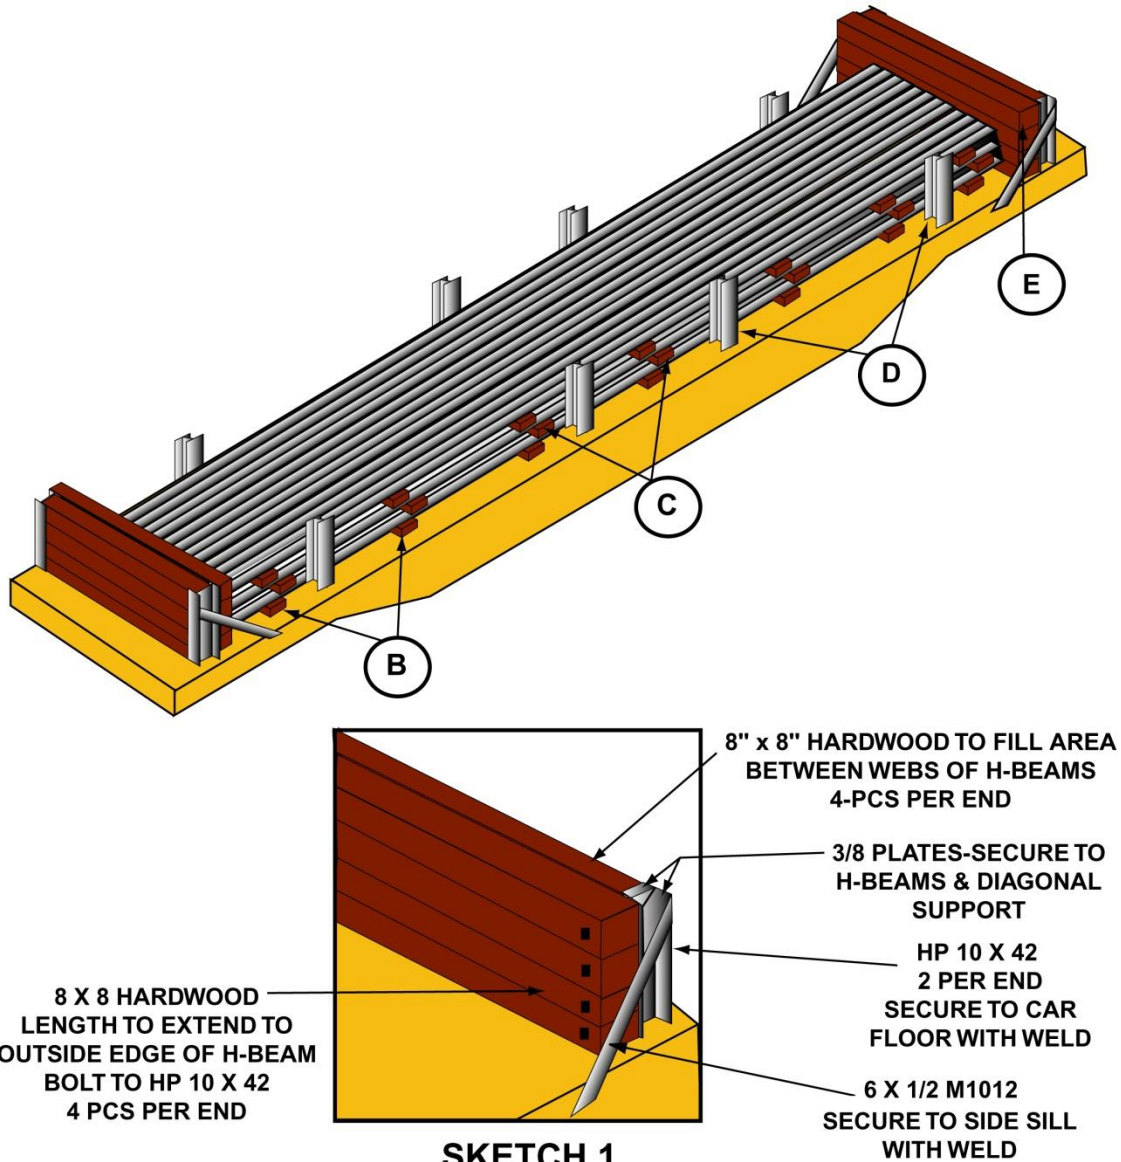 E
D
C
B
8" x 8" HARDWOOD TO FILL AREA
BETWEEN WEBS OF H-BEAMS
4-PCS PER END
3/8 PLATES-SECURE TO
H-BEAMS & DIAGONAL
SUPPORT
HP 10 X 42
2 PER END
SECURE TO CAR
FLOOR WITH WELD
8 X 8 HARDWOOD
LENGTH TO EXTEND TO
OUTSIDE EDGE OF H-BEAM
BOLT TO HP 10 X 42
4 PCS PER END
6 X 1/2 M1012
SECURE TO SIDE SILL
WITH WELD
SKETCH 1